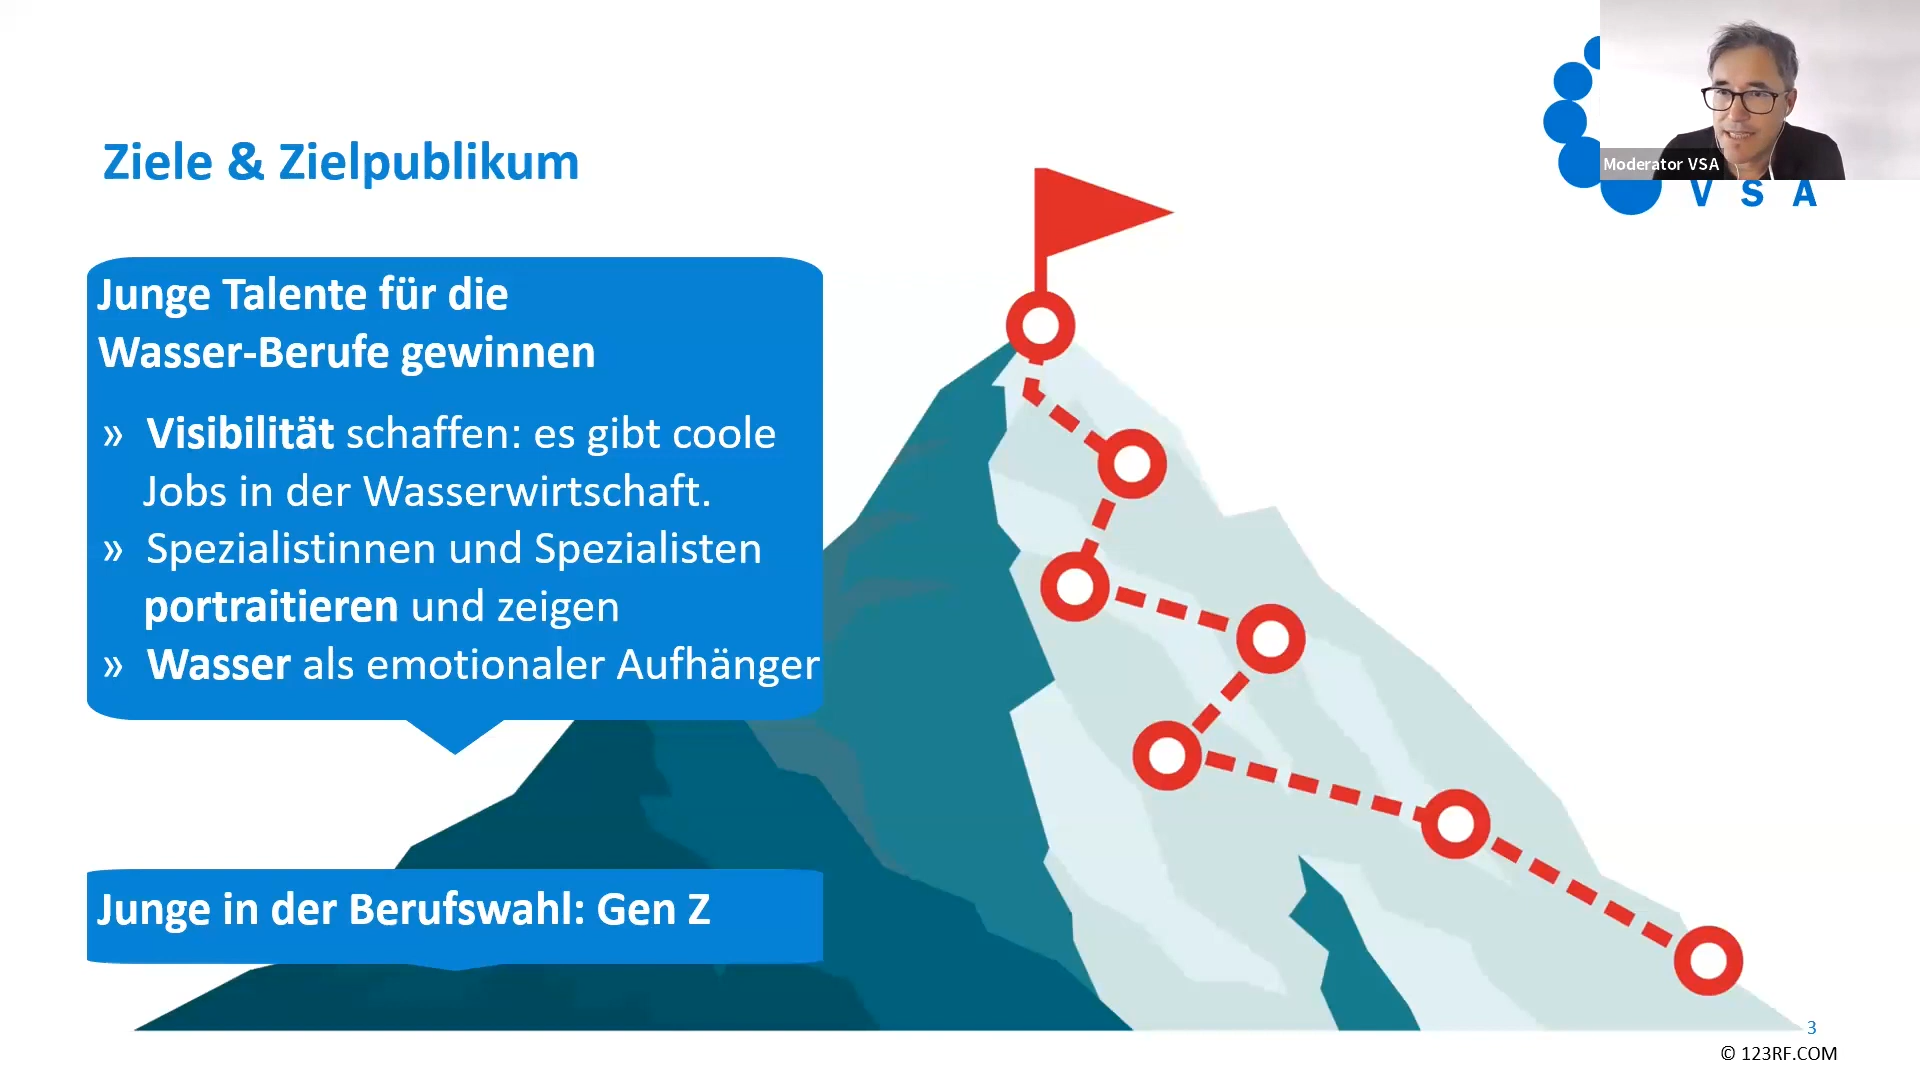 Ziele & Zielpublikum
Moderator VSA
V S A
Junge Talente für die
Wasser-Berufe gewinnen
» Visibilität schaffen: es gibt coole
Jobs in der Wasserwirtschaft.
» Spezialistinnen und Spezialisten
portraitieren und zeigen
» Wasser als emotionaler Aufhänger
Junge in der Berufswahl: Gen Z
3
© 123RF.COM